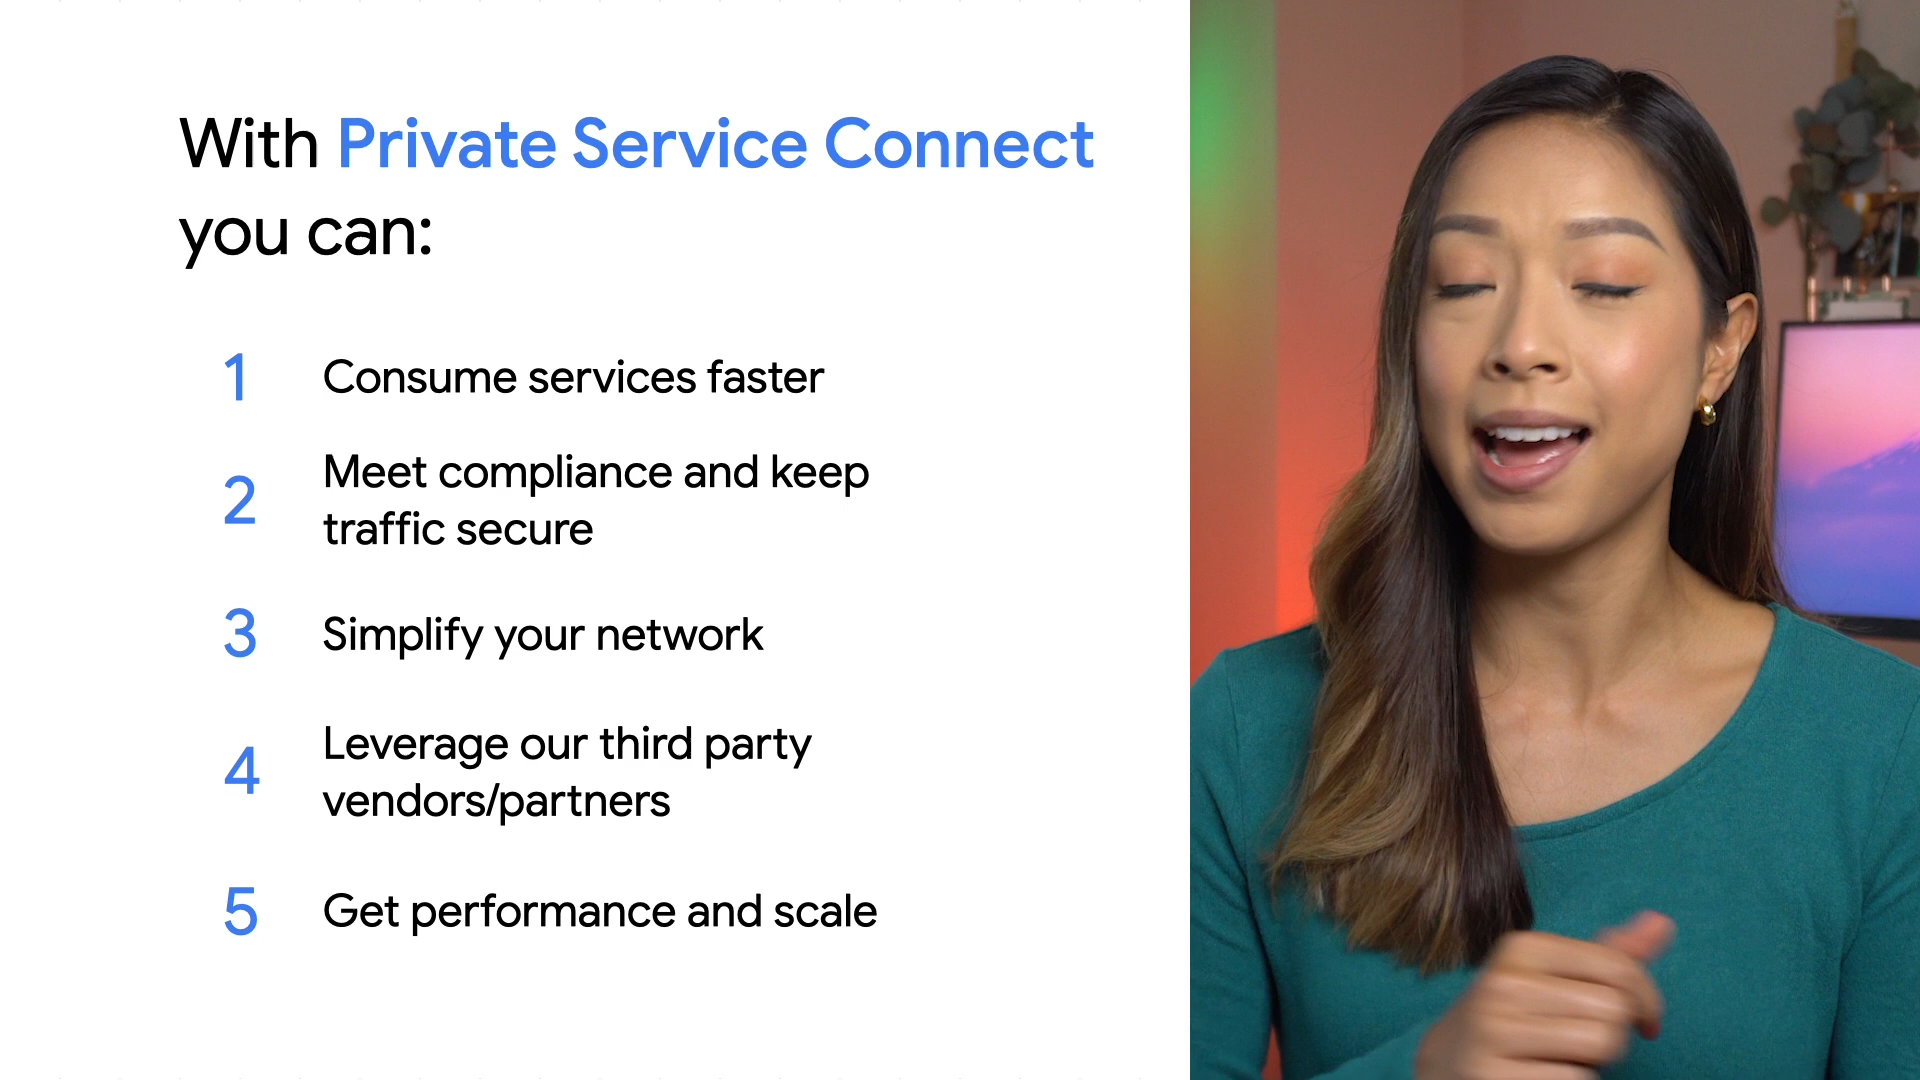 With Private Service Connect
you can:
1 Consume services faster
2 Meet compliance and keep
traffic secure
3 Simplify your network
4 Leverage our third party
vendors/partners
5 Get performance and scale